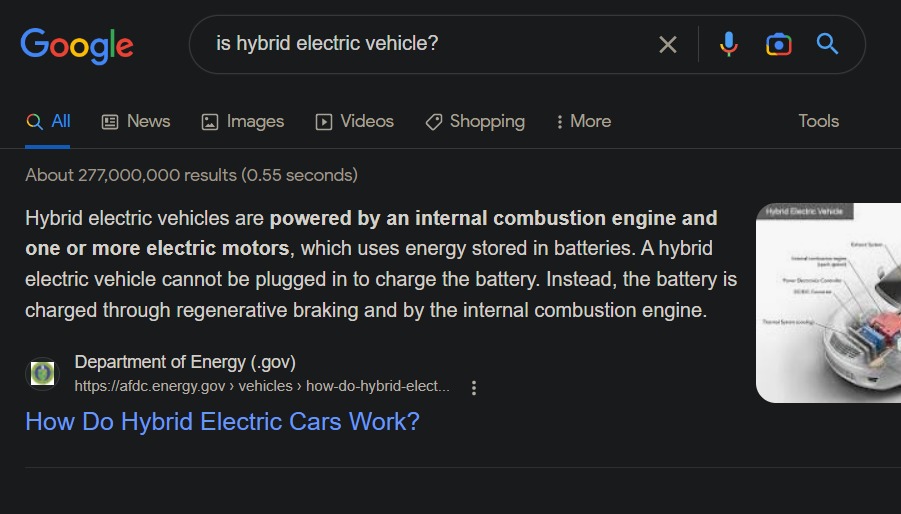 Google
is hybrid electric vehicle?
All News Images Videos Shopping More Tools
About 277,000,000 results (0.55 seconds)
Hybrid electric vehicles are powered by an internal combustion engine and
one or more electric motors, which uses energy stored in batteries. A hybrid
electric vehicle cannot be plugged in to charge the battery. Instead, the battery is
charged through regenerative braking and by the internal combustion engine.
Hybrid Electric Vehicle
Exhaust System
Internal combustion engine
(spark-ignited)
Power Electronics Controller
DC/DC Converter
Thermal System (cooling)
Department of Energy (.gov)
https://afdc.energy.gov › vehicles › how-do-hybrid-elect...
How Do Hybrid Electric Cars Work?